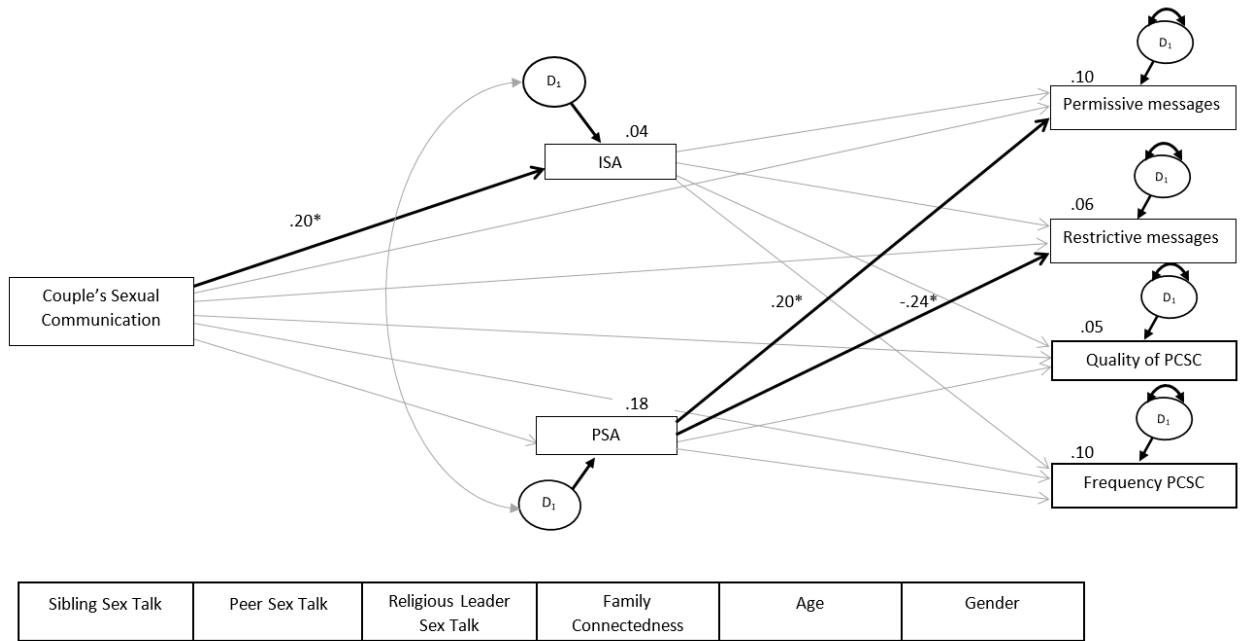 D₁
.10
Permissive messages
D₁
.04
ISA
D₁
.20*
.06
Restrictive messages
Couple's Sexual
Communication
.20*
-.24*
D₁
.05
Quality of PCSC
.18
PSA
D₁
.10
Frequency PCSC
D₁
Sibling Sex Talk
Peer Sex Talk
Religious Leader
Sex Talk
Family
Connectedness
Age
Gender